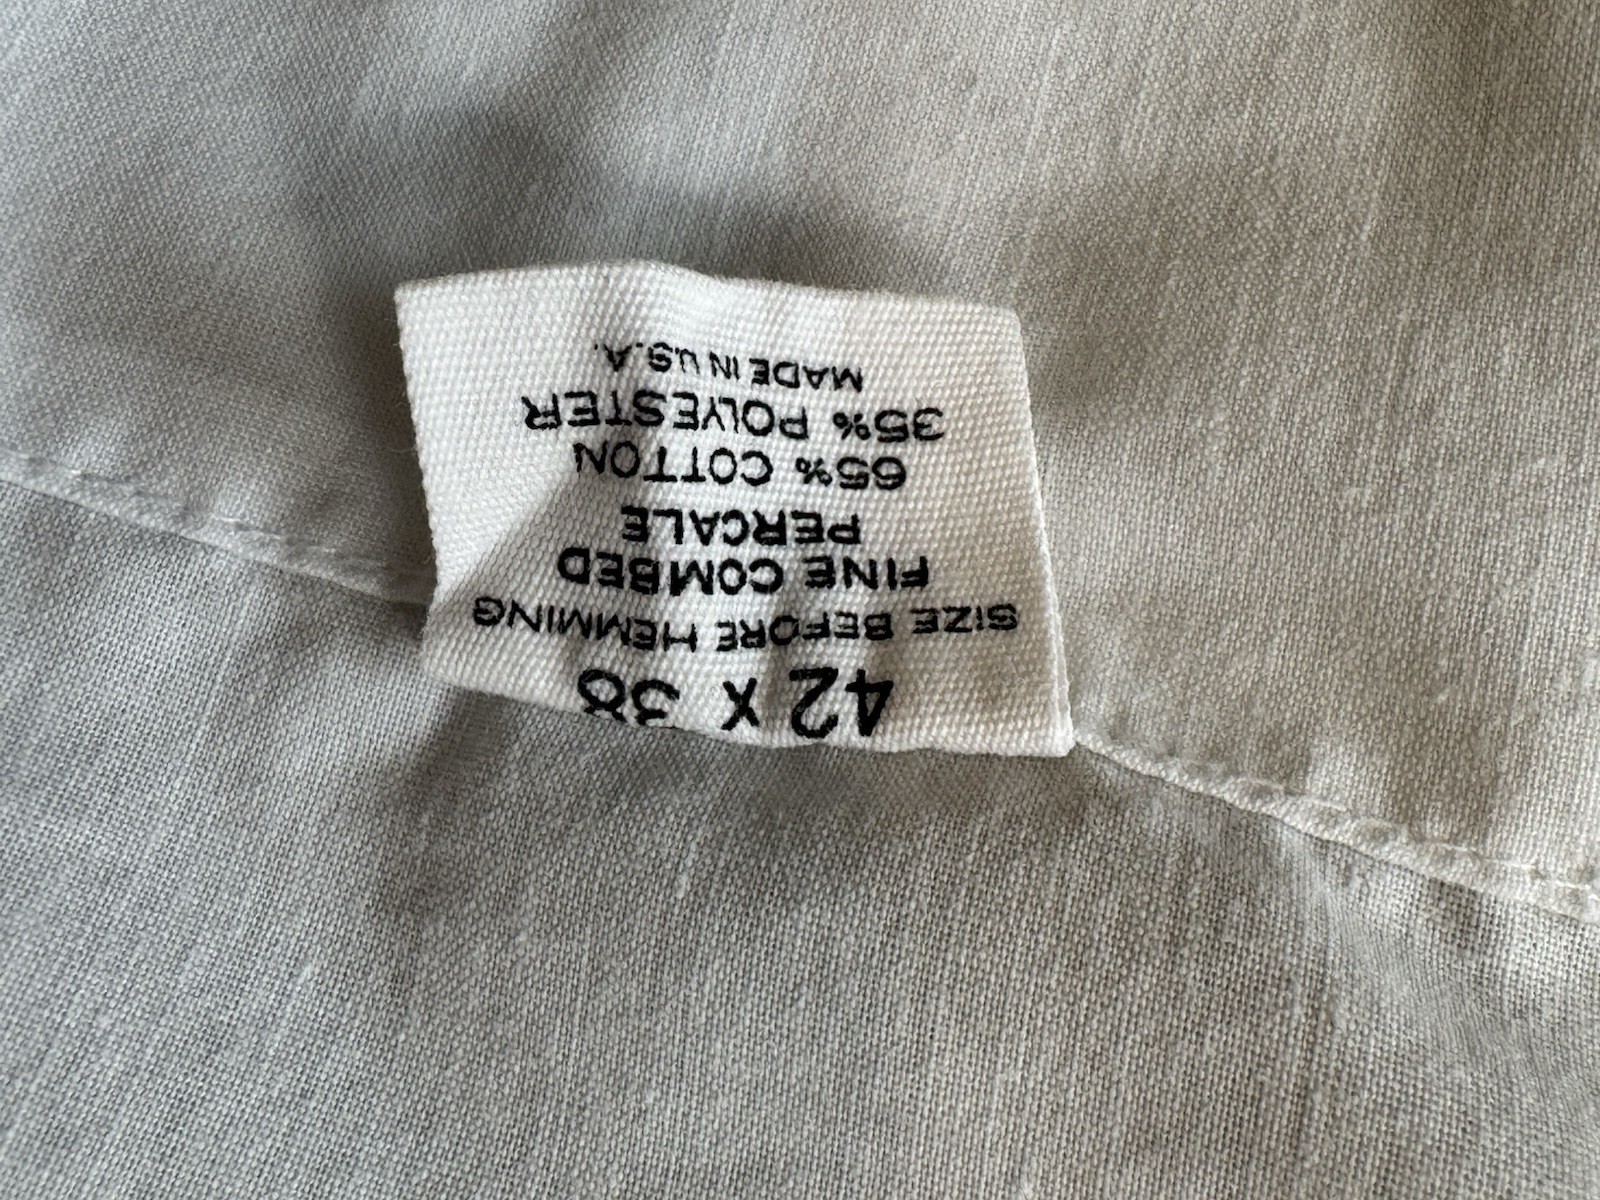 42 x 38
SIZE BEFORE HEMMING
FINE COMBED
PERCALE
65% COTTON
35% POLYESTER
MADE IN U.S.A.